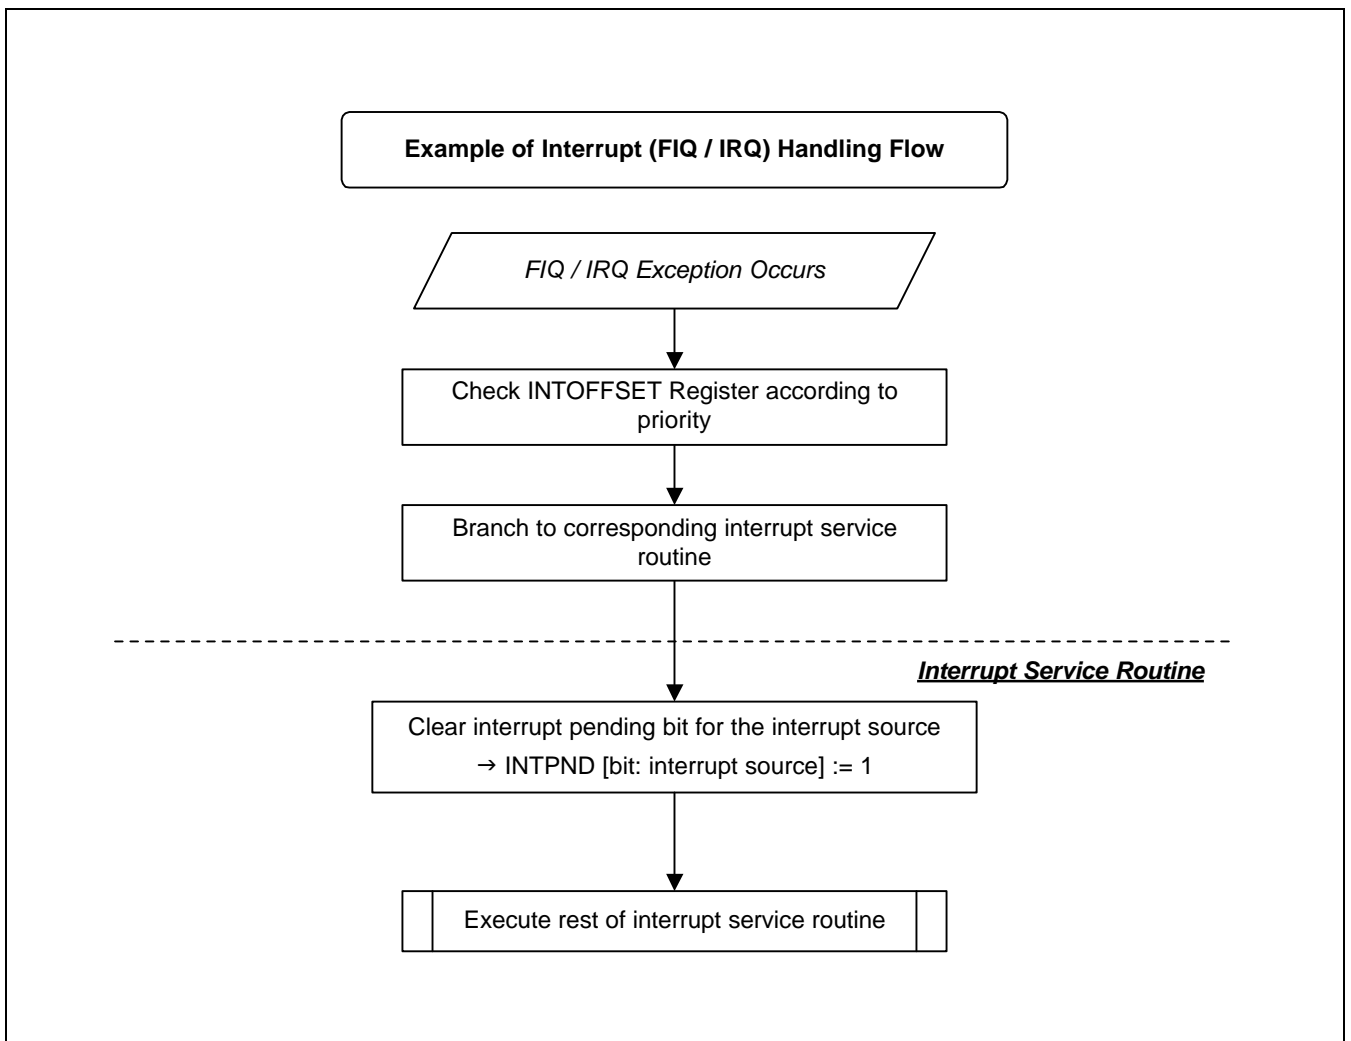 Example of Interrupt (FIQ / IRQ) Handling Flow
FIQ / IRQ Exception Occurs
Check INTOFFSET Register according to
priority
Branch to corresponding interrupt service
routine
Interrupt Service Routine
Clear interrupt pending bit for the interrupt source
→ INTPND [bit: interrupt source] := 1
Execute rest of interrupt service routine